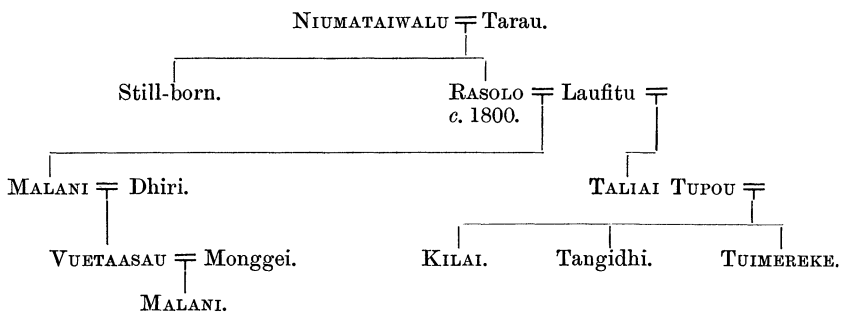 NIUMATAIWALU Tarau.
Still-born. RASOLO Laufitu
c. 1800.
MALANI Dhiri. TALIAI TUPOU
VUETAASAU Monggei. KILAI. Tangidhi. TUIMEREKE.
MALANI.